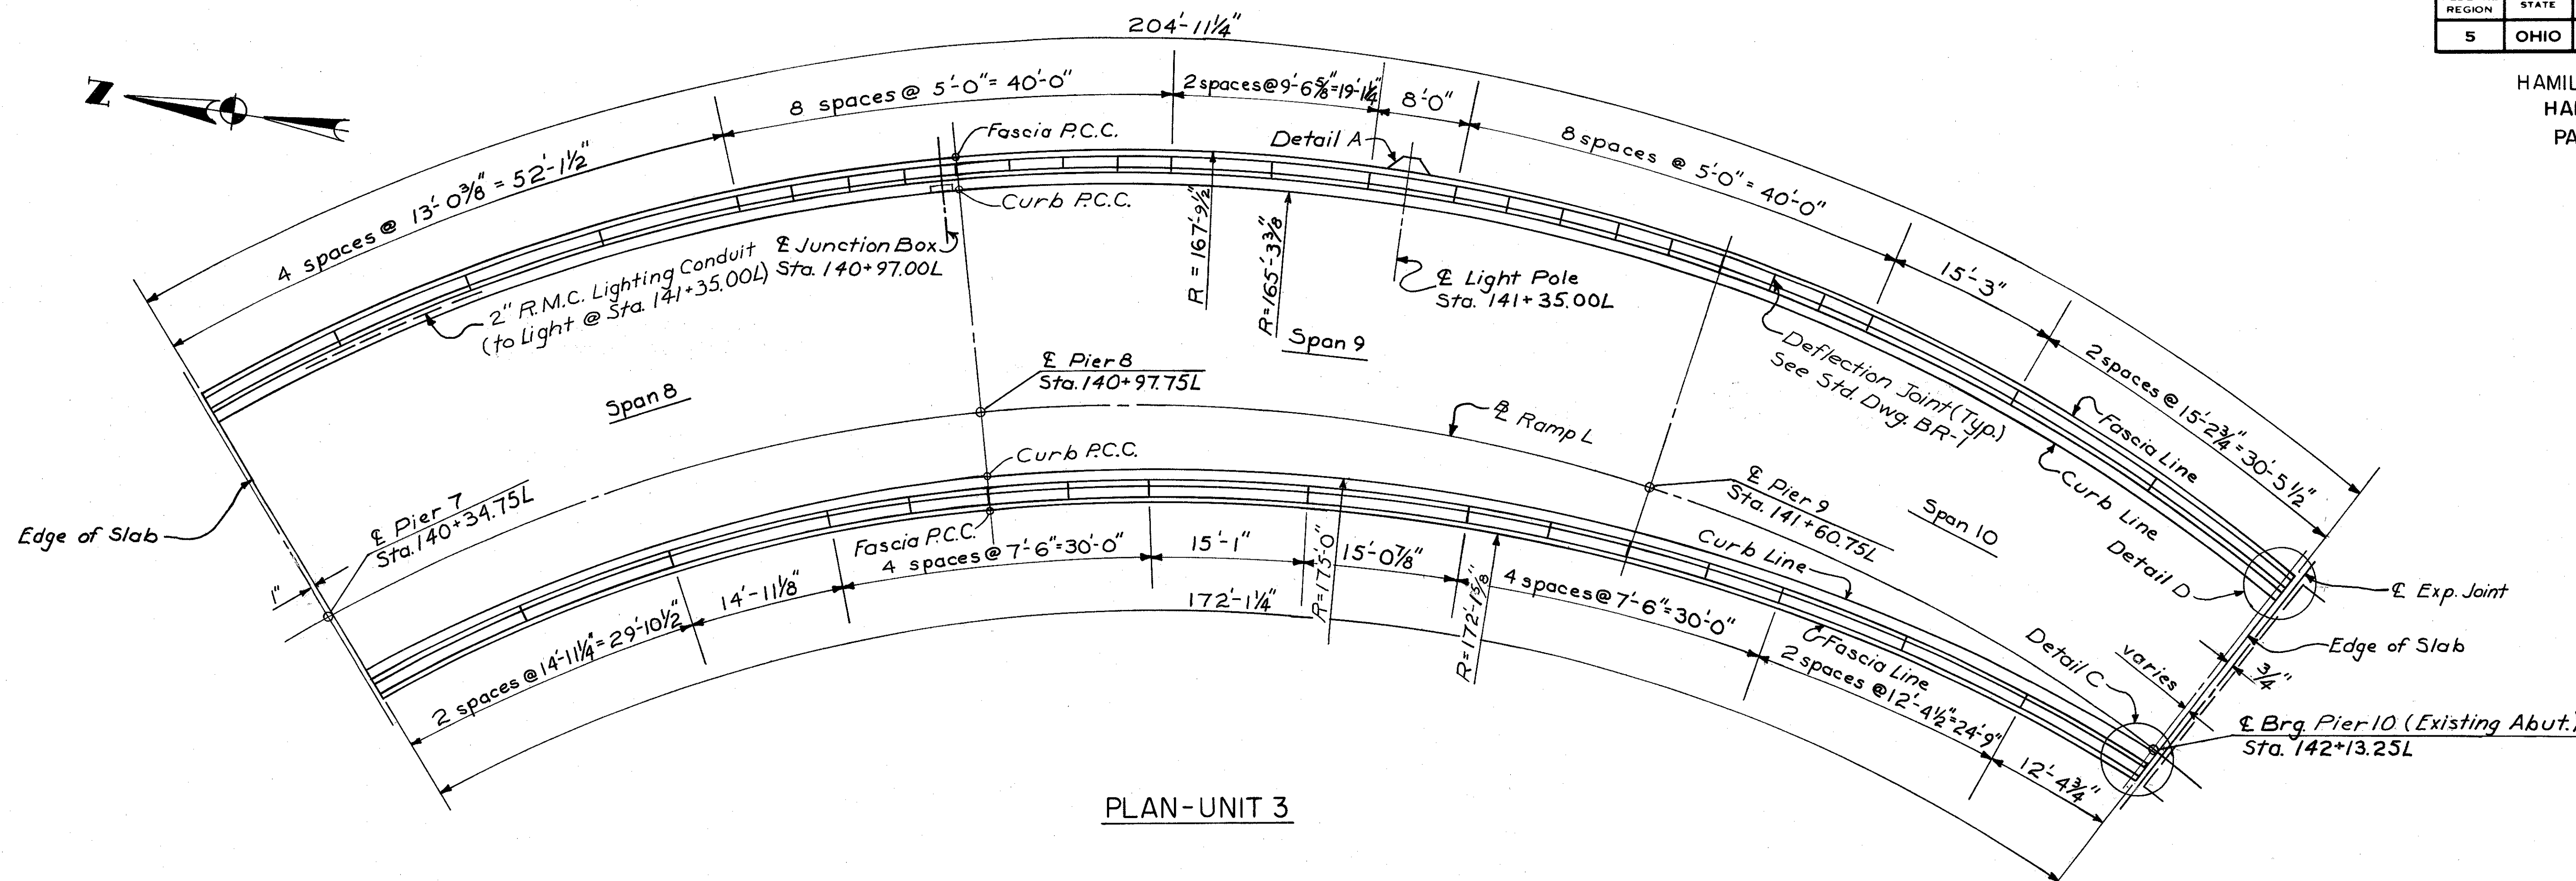 204'-11¼"
REGION STATE
5 OHIO
N
8 spaces @ 5'-0" = 40'-0"
2 spaces@9'-6⅝"=19'-1¼"
8'-0"
HAMIL
HA
PA
4 spaces @ 13'-0⅜" = 52'-1½"
Fascia P.C.C.
Detail A
8 spaces @ 5'-0" = 40'-0"
Curb P.C.C.
℄ Junction Box
Sta. 140+97.00L
2" R.M.C. Lighting Conduit
(to Light @ Sta. 141+35.00L)
R = 167'-9½"
R=165'-3⅜"
℄ Light Pole
Sta. 141+35.00L
15'-3"
Span 9
Deflection Joint (Typ.)
See Std. Dwg. BR-1
2 spaces @ 15'-2¾" = 30'-5½"
℄ Pier 8
Sta. 140+97.75L
Span 8
Fascia Line
℄ Ramp L
Curb P.C.C.
Curb Line
℄ Pier 9
Sta. 141+60.75L
Span 10
℄ Pier 7
Sta. 140+34.75L
Edge of Slab
Fascia P.C.C.
4 spaces @ 7'-6"=30'-0"
15'-1"
R=175'-0"
15'-0⅞"
Curb Line
Detail D
1"
14'-11⅛"
172'-1¼"
R=172'-1⅝"
4 spaces @ 7'-6"=30'-0"
℄ Exp. Joint
2 spaces @ 14'-11¼" = 29'-10½"
Fascia Line
2 spaces @ 12'-4½"=24'-9"
Detail C
varies
Edge of Slab
¾"
℄ Brg. Pier 10 (Existing Abut.)
Sta. 142+13.25L
12'-4¾"
PLAN-UNIT 3